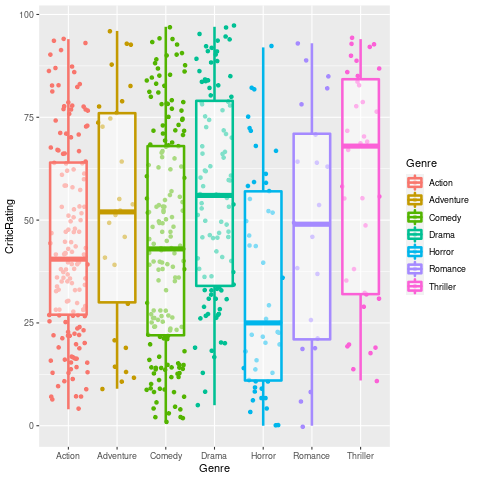 100
75
50
25
0
CriticRating
Action Adventure Comedy Drama Horror Romance Thriller
Genre
Genre
Action
Adventure
Comedy
Drama
Horror
Romance
Thriller